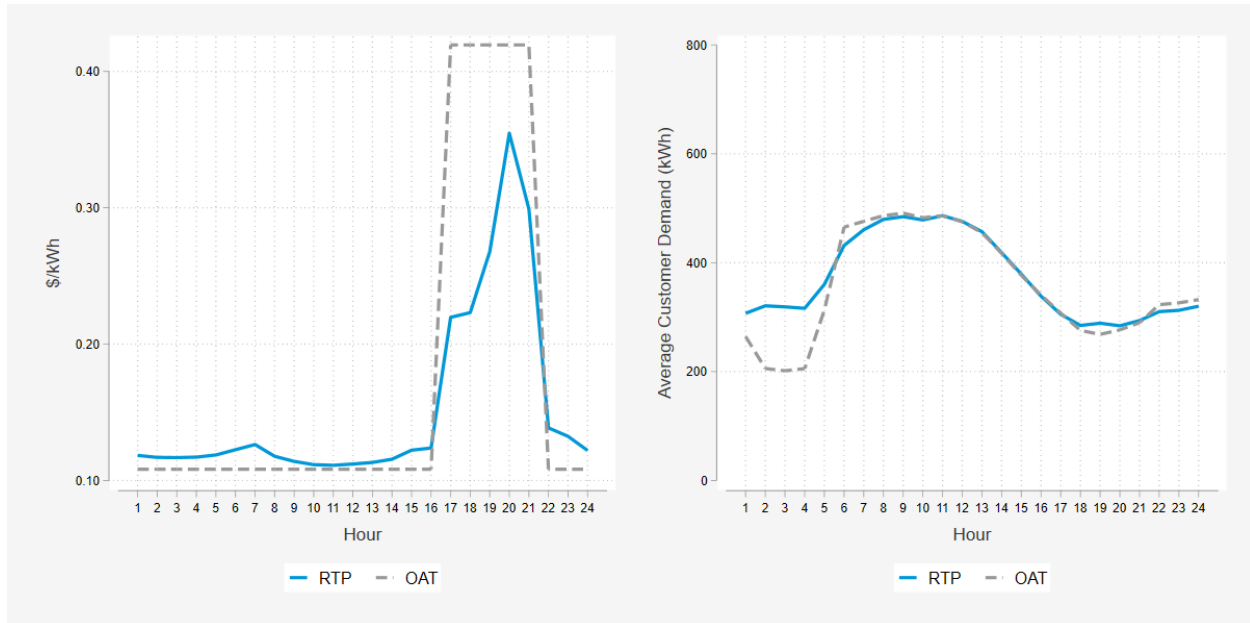 0.40
0.30
0.20
0.10
$/kWh
1 2 3 4 5 6 7 8 9 10 11 12 13 14 15 16 17 18 19 20 21 22 23 24
Hour
RTP OAT
800
600
400
200
0
Average Customer Demand (kWh)
1 2 3 4 5 6 7 8 9 10 11 12 13 14 15 16 17 18 19 20 21 22 23 24
Hour
RTP OAT